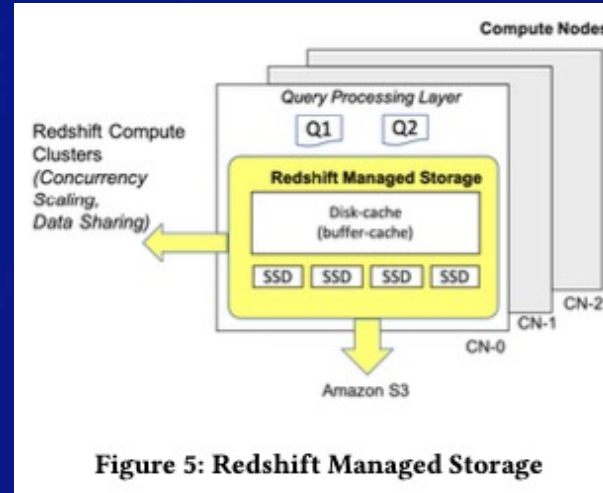 Compute Nodes
Query Processing Layer
Q1 Q2
Redshift Compute
Clusters
(Concurrency
Scaling,
Data Sharing)
Redshift Managed Storage
Disk-cache
(buffer-cache)
SSD SSD SSD SSD
CN-2
CN-1
CN-0
Amazon S3
Figure 5: Redshift Managed Storage